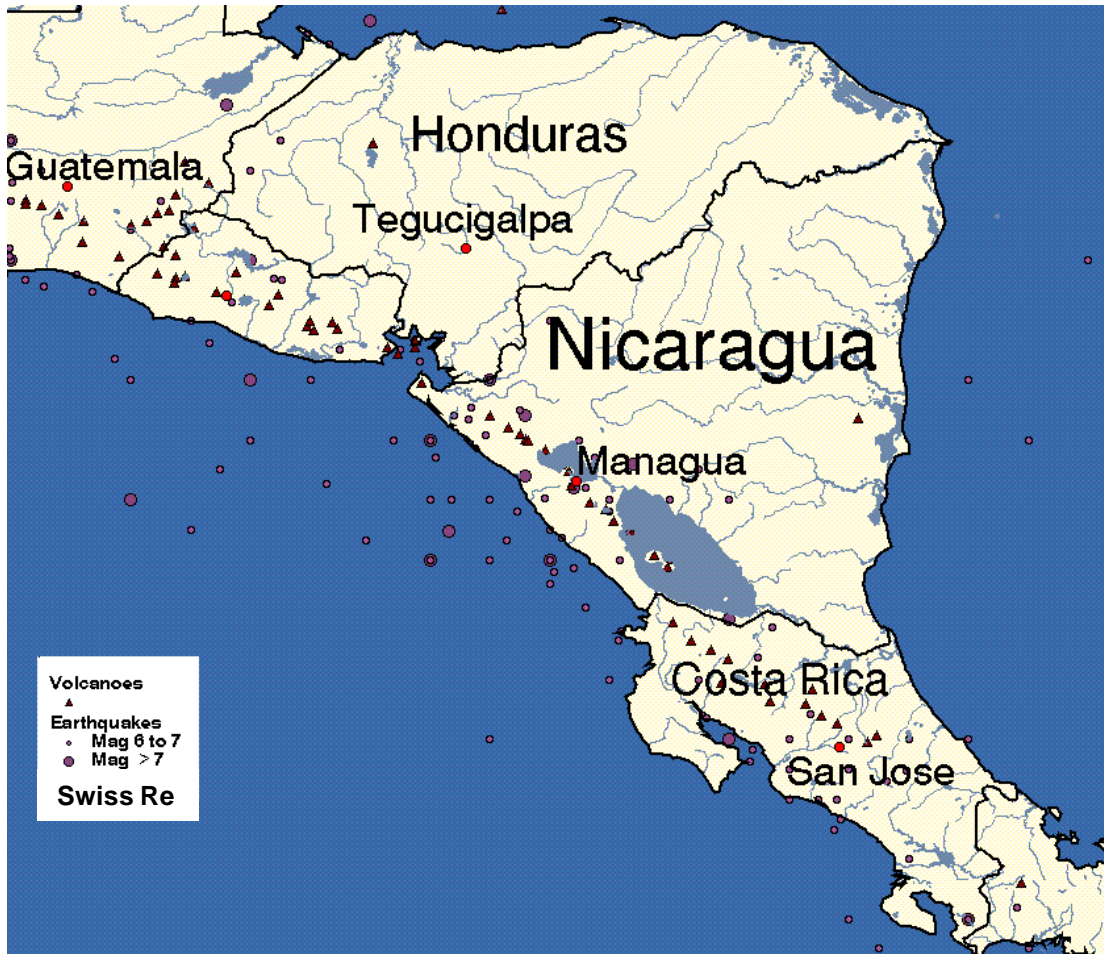 Honduras
Guatemala
Tegucigalpa
Nicaragua
Managua
Costa Rica
San Jose
Volcanoes
Earthquakes
Mag 6 to 7
Mag > 7
Swiss Re